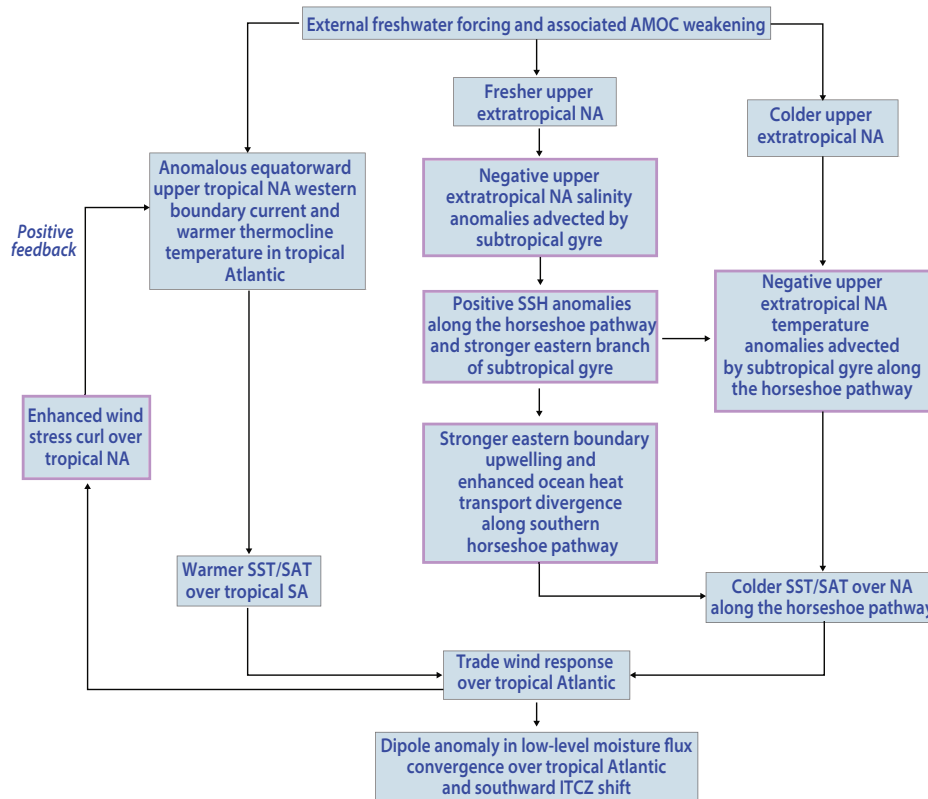 External freshwater forcing and associated AMOC weakening
Fresher upper
extratropical NA
Colder upper
extratropical NA
Anomalous equatorward
upper tropical NA western
boundary current and
warmer thermocline
temperature in tropical
Atlantic
Negative upper
extratropical NA salinity
anomalies advected by
subtropical gyre
Positive
feedback
Positive SSH anomalies
along the horseshoe pathway
and stronger eastern branch
of subtropical gyre
Negative upper
extratropical NA
temperature
anomalies advected
by subtropical gyre along
the horseshoe pathway
Enhanced wind
stress curl over
tropical NA
Stronger eastern boundary
upwelling and
enhanced ocean heat
transport divergence
along southern
horseshoe pathway
Warmer SST/SAT
over tropical SA
Colder SST/SAT over NA
along the horseshoe pathway
Trade wind response
over tropical Atlantic
Dipole anomaly in low-level moisture flux
convergence over tropical Atlantic
and southward ITCZ shift